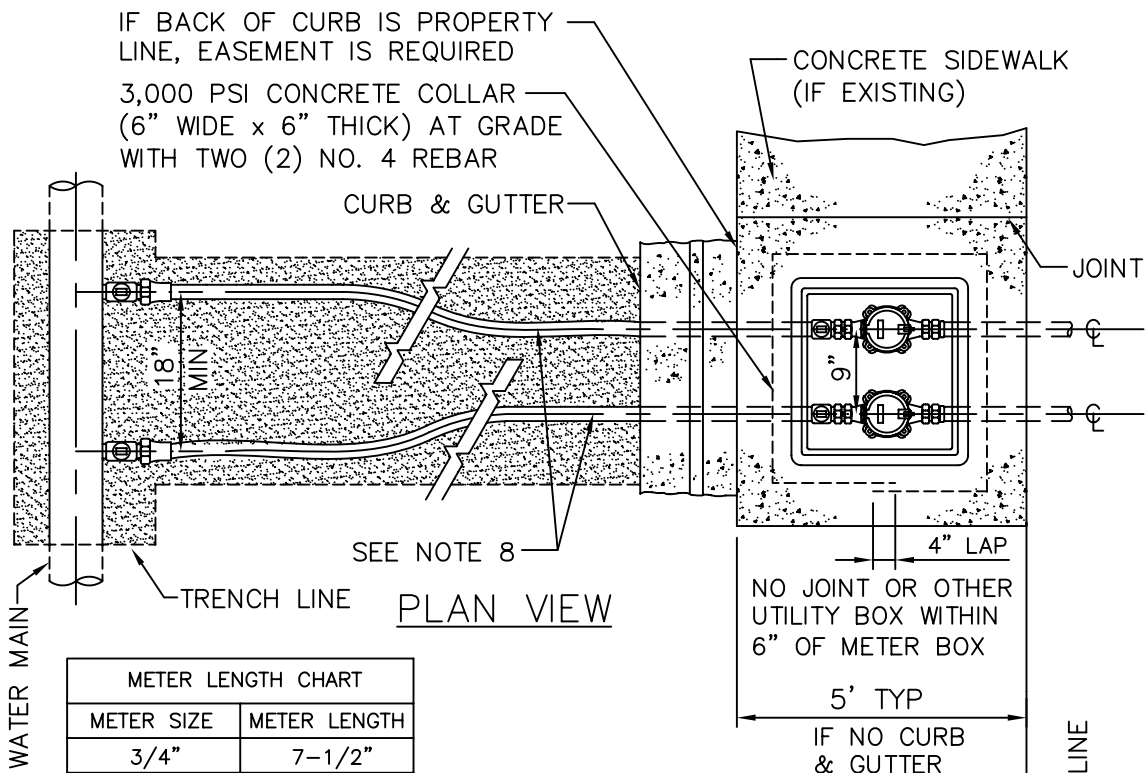 IF BACK OF CURB IS PROPERTY
LINE, EASEMENT IS REQUIRED
3,000 PSI CONCRETE COLLAR
(6” WIDE x 6” THICK) AT GRADE
WITH TWO (2) NO. 4 REBAR
CURB & GUTTER
CONCRETE SIDEWALK
(IF EXISTING)
JOINT
18”
MIN
9”
℄
℄
SEE NOTE 8
4” LAP
TRENCH LINE
PLAN VIEW
NO JOINT OR OTHER
UTILITY BOX WITHIN
6” OF METER BOX
WATER MAIN
METER LENGTH CHART
METER SIZE METER LENGTH
3/4” 7-1/2”
5’ TYP
IF NO CURB
& GUTTER
LINE